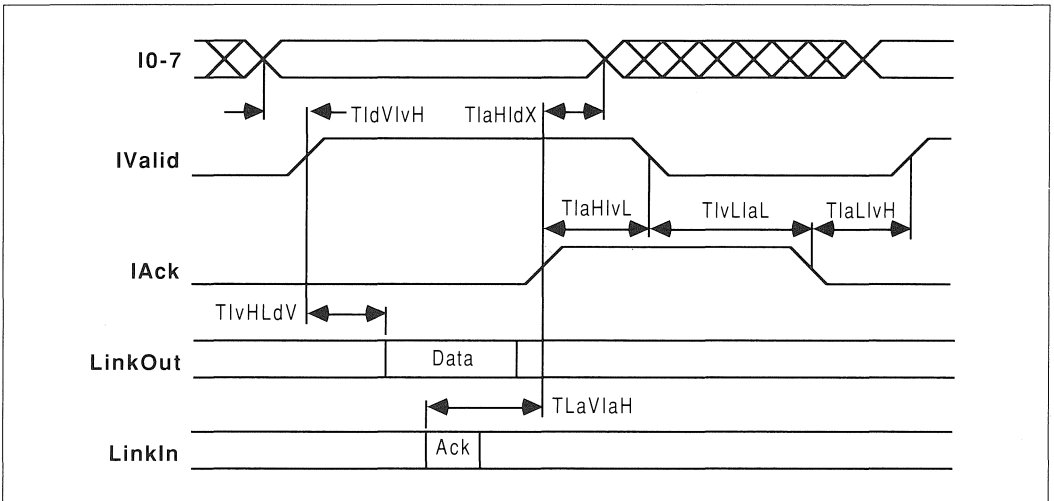 I0-7
TIdVIvH
TIaHIdX
IValid
TIaHIvL
TIvLIaL
TIaLIvH
IAck
TIvHLdV
LinkOut
Data
TLaVIaH
LinkIn
Ack